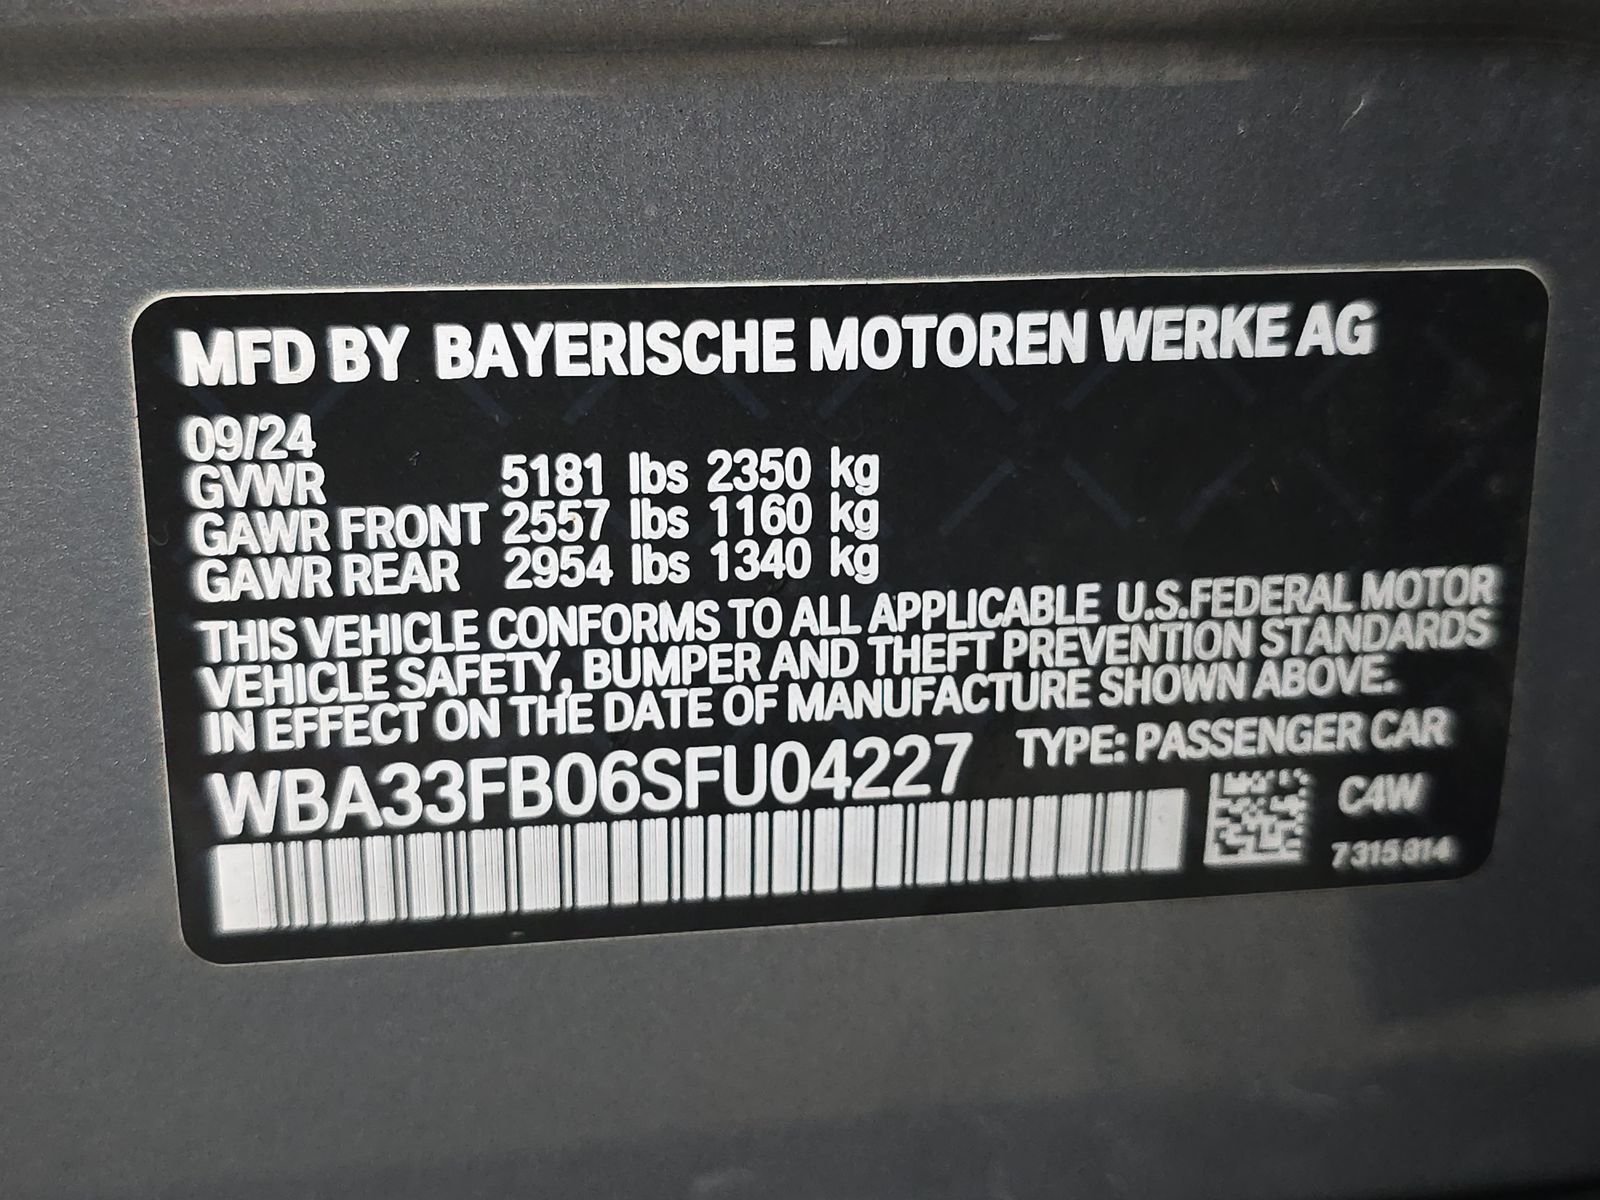 MFD BY BAYERISCHE MOTOREN WERKE AG
09/24
GVWR 5181 lbs 2350 kg
GAWR FRONT 2557 lbs 1160 kg
GAWR REAR 2954 lbs 1340 kg
THIS VEHICLE CONFORMS TO ALL APPLICABLE U.S.FEDERAL MOTOR
VEHICLE SAFETY, BUMPER AND THEFT PREVENTION STANDARDS
IN EFFECT ON THE DATE OF MANUFACTURE SHOWN ABOVE.
WBA33FB06SFU04227 TYPE: PASSENGER CAR
C4W
7315814